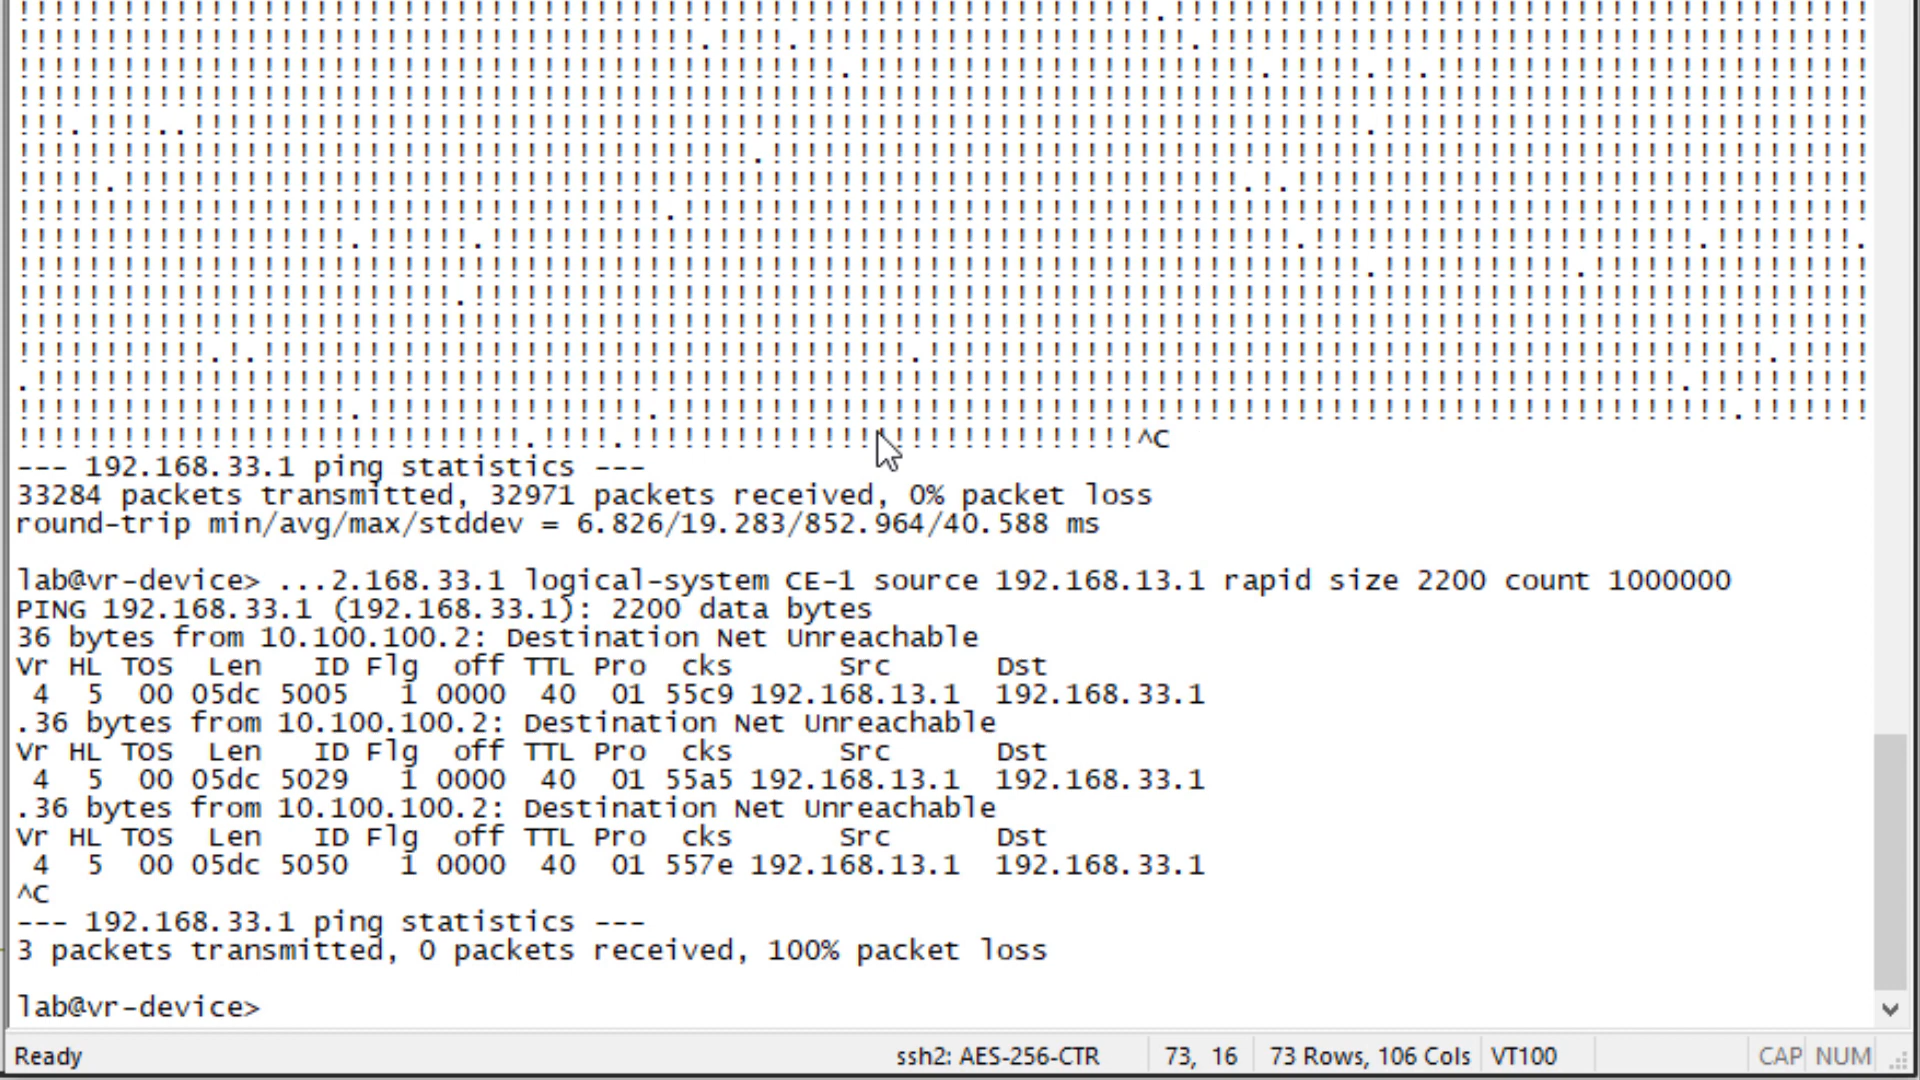 !!!!!!!!!!!!!!!!!!!!!!!!!!!!!!!!!!!!!!!!!!!!!!!!!!!!!!!!!!!!!!!!!.!!!!!!!!!!!!!!!!!!!!!!!!!!!!!!!!!!!!!!!!
!!!!!!!!!!!!!!!!!!!!!!!!!!!!!!!!!!!!!!!.!!!!.!!!!!!!!!!!!!!!!!!!!!!.!!!!!!!!!!!!!!!!!!!!!!!!!!!!!!!!!!!!!!
!!!!!!!!!!!!!!!!!!!!!!!!!!!!!!!!!!!!!!!!!!!!!!!.!!!!!!!!!!!!!!!!!!!!!!!.!!!!!.!!.!!!!!!!!!!!!!!!!!!!!!!!!!
!!!!!!!!!!!!!!!!!!!!!!!!!!!!!!!!!!!!!!!!!!!!!!!!!!!!!!!!!!!!!!!!!!!!!!!!!!!!!!!!!!!!!!!!!!!!!!!!!!!!!!!!!!
!!!.!!!!..!!!!!!!!!!!!!!!!!!!!!!!!!!!!!!!!!!!!!!!!!!!!!!!!!!!!!!!!!!!!!!!!!.!!!!!!!!!!!!!!!!!!!!!!!!!!!!
!!!!!!!!!!!!!!!!!!!!!!!!!!!!!!!!!!!!!!!!!!.!!!!!!!!!!!!!!!!!!!!!!!!!!!!!!!!!!!!!!!!!!!!!!!!!!!!!!!!!!!!!!!
!!!!!.!!!!!!!!!!!!!!!!!!!!!!!!!!!!!!!!!!!!!!!!!!!!!!!!!!!!!!!!!!!!!!!!.!.!!!!!!!!!!!!!!!!!!!!!!!!!!!!!!!!!
!!!!!!!!!!!!!!!!!!!!!!!!!!!!!!!!!!!!!.!!!!!!!!!!!!!!!!!!!!!!!!!!!!!!!!!!!!!!!!!!!!!!!!!!!!!!!!!!!!!!!!!!!!
!!!!!!!!!!!!!!!!!!!.!!!!!!.!!!!!!!!!!!!!!!!!!!!!!!!!!!!!!!!!!!!!!!!!!!!!!.!!!!!!!!!!!!!!!!!!!!!!.!!!!!!!!.
!!!!!!!!!!!!!!!!!!!!!!!!!!!!!!!!!!!!!!!!!!!!!!!!!!!!!!!!!!!!!!!!!!!!!!!!!!!!!.!!!!!!!!!!!.!!!!!!!!!!!!!!!!
!!!!!!!!!!!!!!!!!!!!!!!!!.!!!!!!!!!!!!!!!!!!!!!!!!!!!!!!!!!!!!!!!!!!!!!!!!!!!!!!!!!!!!!!!!!!!!!!!!!!!!!!!
!!!!!!!!!!!!!!!!!!!!!!!!!!!!!!!!!!!!!!!!!!!!!!!!!!!!!!!!!!!!!!!!!!!!!!!!!!!!!!!!!!!!!!!!!!!!!!!!!!!!!!!!!!
!!!!!!!!!!!.!.!!!!!!!!!!!!!!!!!!!!!!!!!!!!!!!!!!!!!.!!!!!!!!!!!!!!!!!!!!!!!!!!!!!!!!!!!!!!!!!!!!!!!!.!!!!!
.!!!!!!!!!!!!!!!!!!!!!!!!!!!!!!!!!!!!!!!!!!!!!!!!!!!!!!!!!!!!!!!!!!!!!!!!!!!!!!!!!!!!!!!!!!!!!!.!!!!!!!!!!
!!!!!!!!!!!!!!!!!!!.!!!!!!!!!!!!!!!!.!!!!!!!!!!!!!!!!!!!!!!!!!!!!!!!!!!!!!!!!!!!!!!!!!!!!!!!!!!!!!.!!!!!!!
!!!!!!!!!!!!!!!!!!!!!!!!!!!!!.!!!!.!!!!!!!!!!!!!!!!!!!!!!!!!!!!!^C
--- 192.168.33.1 ping statistics ---
33284 packets transmitted, 32971 packets received, 0% packet loss
round-trip min/avg/max/stddev = 6.826/19.283/852.964/40.588 ms
lab@vr-device> ...2.168.33.1 logical-system CE-1 source 192.168.13.1 rapid size 2200 count 1000000
PING 192.168.33.1 (192.168.33.1): 2200 data bytes
36 bytes from 10.100.100.2: Destination Net Unreachable
Vr HL TOS  Len   ID Flg  off TTL Pro  cks      Src      Dst
 4  5  00 05dc 5005   1 0000  40  01 55c9 192.168.13.1  192.168.33.1
.36 bytes from 10.100.100.2: Destination Net Unreachable
Vr HL TOS  Len   ID Flg  off TTL Pro  cks      Src      Dst
 4  5  00 05dc 5029   1 0000  40  01 55a5 192.168.13.1  192.168.33.1
.36 bytes from 10.100.100.2: Destination Net Unreachable
Vr HL TOS  Len   ID Flg  off TTL Pro  cks      Src      Dst
 4  5  00 05dc 5050   1 0000  40  01 557e 192.168.13.1  192.168.33.1
^C
--- 192.168.33.1 ping statistics ---
3 packets transmitted, 0 packets received, 100% packet loss
lab@vr-device>
Ready ssh2: AES-256-CTR 73, 16 73 Rows, 106 Cols VT100 CAP NUM